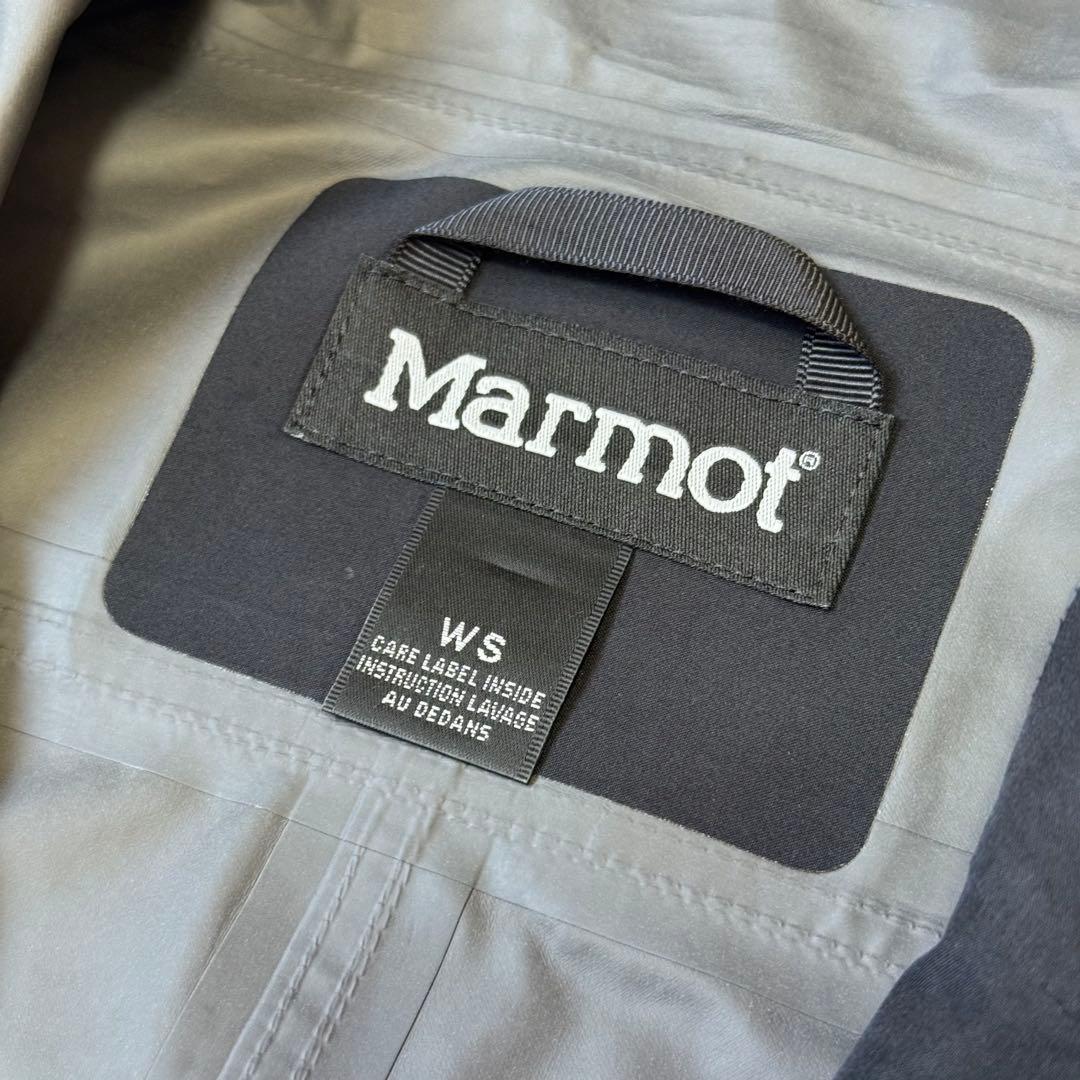 Marmot®
WS
CARE LABEL INSIDE
INSTRUCTION LAVAGE
AU DEDANS